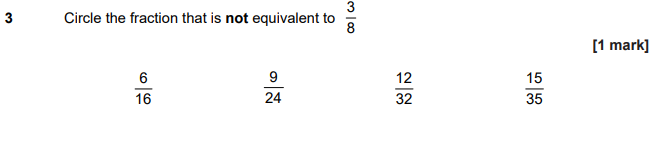 3 Circle the fraction that is not equivalent to 3/8
[1 mark]
6/16 9/24 12/32 15/35